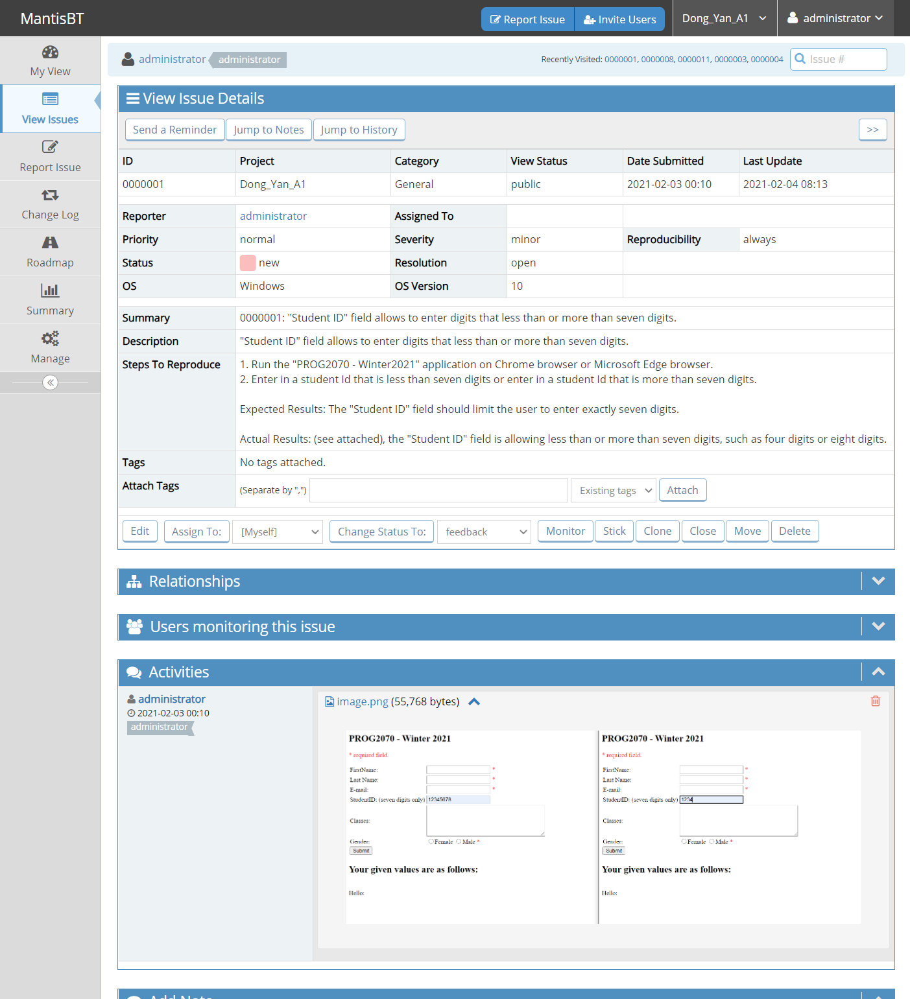 MantisBT
Report Issue
Invite Users
Dong_Yan_A1
administrator
My View
View Issues
Report Issue
Change Log
Roadmap
Summary
Manage
administrator administrator
Recently Visited: 0000001, 0000008, 0000011, 0000003, 0000004
Issue #
View Issue Details
Send a Reminder Jump to Notes Jump to History >>
ID Project Category View Status Date Submitted Last Update
0000001 Dong_Yan_A1 General public 2021-02-03 00:10 2021-02-04 08:13
Reporter administrator Assigned To
Priority normal Severity minor Reproducibility always
Status new Resolution open
OS Windows OS Version 10
Summary 0000001: "Student ID" field allows to enter digits that less than or more than seven digits.
Description "Student ID" field allows to enter digits that less than or more than seven digits.
Steps To Reproduce 1. Run the "PROG2070 - Winter2021" application on Chrome browser or Microsoft Edge browser.
2. Enter in a student Id that is less than seven digits or enter in a student Id that is more than seven digits.
Expected Results: The "Student ID" field should limit the user to enter exactly seven digits.
Actual Results: (see attached), the "Student ID" field is allowing less than or more than seven digits, such as four digits or eight digits.
Tags No tags attached.
Attach Tags (Separate by ",") Existing tags Attach
Edit Assign To: [Myself] Change Status To: feedback Monitor Stick Clone Close Move Delete
Relationships
Users monitoring this issue
Activities
administrator
2021-02-03 00:10
administrator
image.png (55,768 bytes)
PROG2070 - Winter 2021
* required field.
FirstName: *
Last Name: *
E-mail: *
StudentID: (seven digits only) 12345678
Classes:
Gender: Female Male *
Submit
Your given values are as follows:
Hello:
PROG2070 - Winter 2021
* required field.
FirstName: *
Last Name: *
E-mail: *
StudentID: (seven digits only) 1234
Classes:
Gender: Female Male *
Submit
Your given values are as follows:
Hello:
Add Note